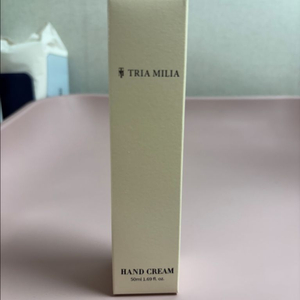 TRIA MILIA
HAND CREAM
50ml 1.69 fl. oz.